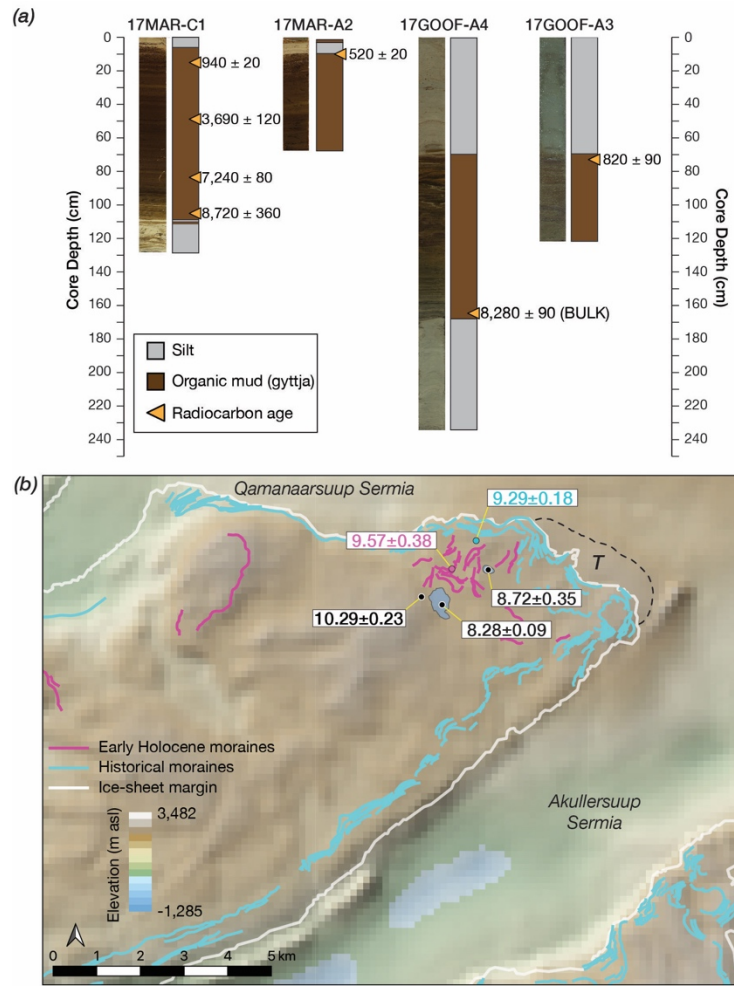 (a)
17MAR-C1 17MAR-A2 17GOOF-A4 17GOOF-A3
Core Depth (cm)
0
20
40
60
80
100
120
140
160
180
200
220
240
940 ± 20
3,690 ± 120
7,240 ± 80
8,720 ± 360
520 ± 20
8,280 ± 90 (BULK)
820 ± 90
Core Depth (cm)
0
20
40
60
80
100
120
140
160
180
200
220
240
Silt
Organic mud (gyttja)
Radiocarbon age
(b)
Qamanaarsuup Sermia
9.29±0.18
9.57±0.38
T
8.72±0.35
10.29±0.23
8.28±0.09
Early Holocene moraines
Historical moraines
Ice-sheet margin
Elevation (m asl)
3,482
-1,285
Akullersuup
Sermia
0 1 2 3 4 5 km